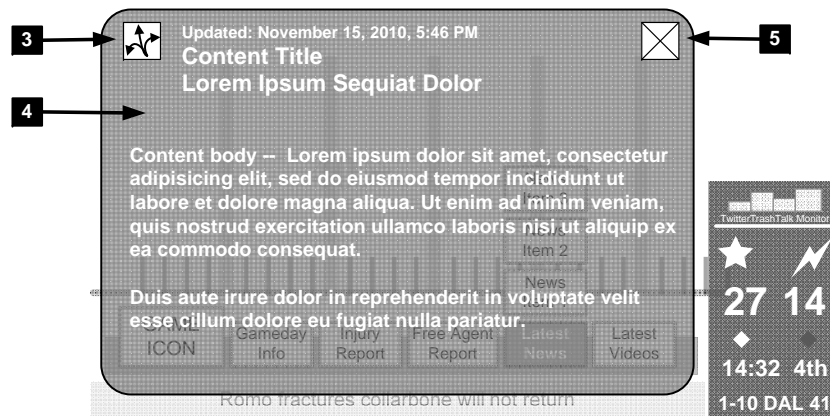 3
5
4
Updated: November 15, 2010, 5:46 PM
Content Title
Lorem Ipsum Sequiat Dolor
Content body -- Lorem ipsum dolor sit amet, consectetur
adipisicing elit, sed do eiusmod tempor incididunt ut
labore et dolore magna aliqua. Ut enim ad minim veniam,
quis nostrud exercitation ullamco laboris nisi ut aliquip ex
ea commodo consequat.
Duis aute irure dolor in reprehenderit in voluptate velit
esse cillum dolore eu fugiat nulla pariatur.
Item 2
News
ICON
Gameday
Info
Injury
Report
Free Agent
Report
Latest
News
Latest
Videos
Romo fractures collarbone will not return
TwitterTrashTalk Monitor
27 14
14:32 4th
1-10 DAL 41